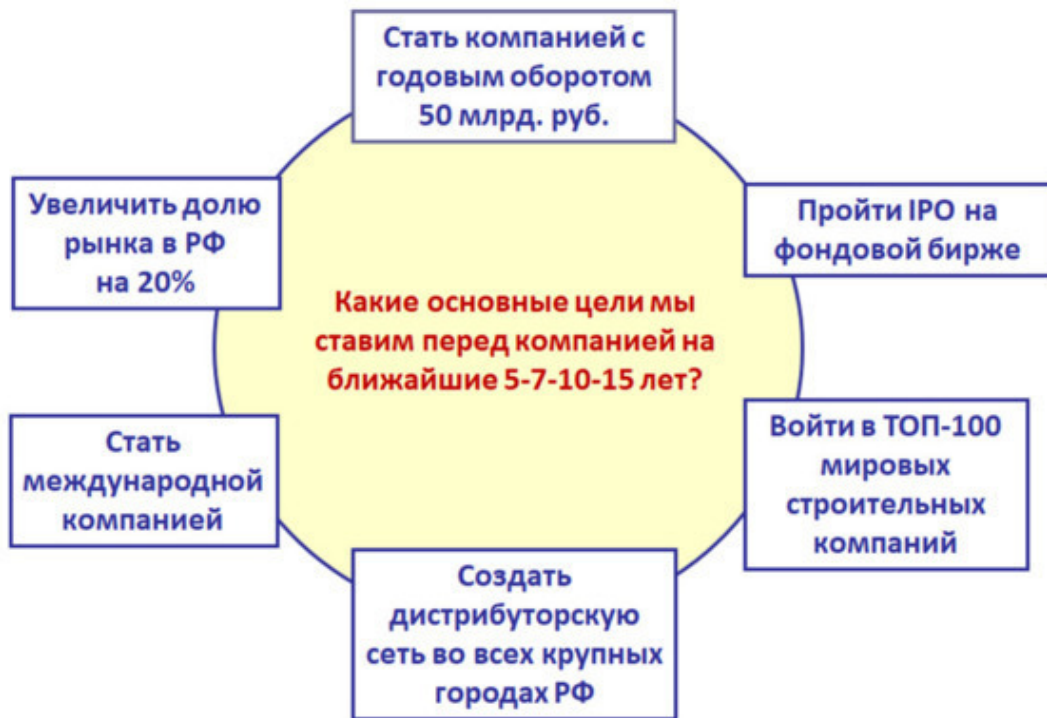 Стать компанией с
годовым оборотом
50 млрд. руб.
Пройти IPO на
фондовой бирже
Войти в ТОП-100
мировых
строительных
компаний
Создать
дистрибуторскую
сеть во всех крупных
городах РФ
Стать
международной
компанией
Увеличить долю
рынка в РФ
на 20%
Какие основные цели мы
ставим перед компанией на
ближайшие 5-7-10-15 лет?